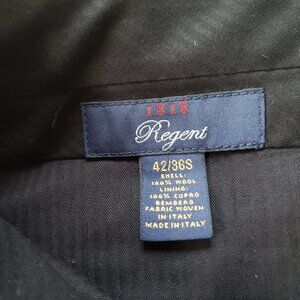 1818
Regent
42/36S
SHELL:
100% WOOL
LINING:
100% CUPRO
BEMBERG
FABRIC WOVEN
IN ITALY
MADE IN ITALY